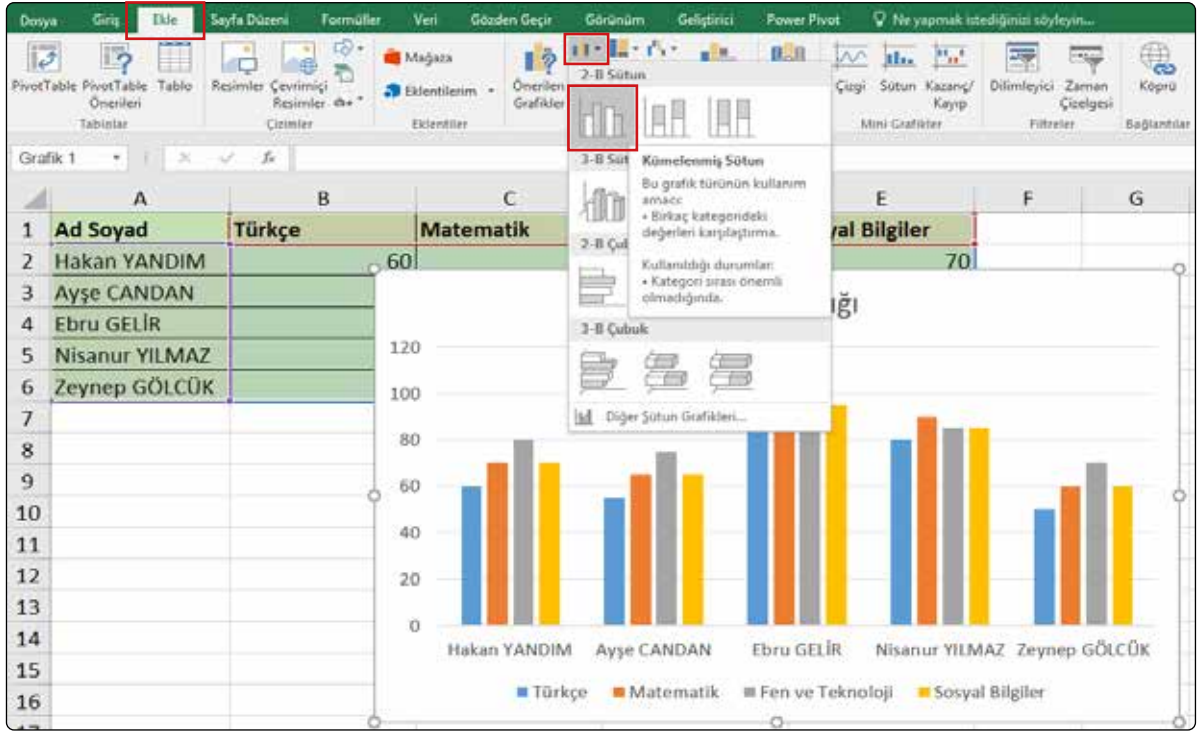 Dosya Giriş Ekle Sayfa Düzeni Formüller Veri Gözden Geçir Görünüm Geliştirici Power Pivot Ne yapmak istediğinizi söyleyin...
PivotTable PivotTable Tablo
Önerileri
Tablolar
Resimler Çevrimiçi
Resimler
Çizimler
Mağaza
Eklentilerim
Eklentiler
Önerilen
Grafikler
Çizgi Sütun Kazanç/
Kayıp
Mini Grafikler
Dilimleyici Zaman
Çizelgesi
Filtreler
Köprü
Bağlantılar
2-B Sütun
3-B Süt
2-B Çub
3-B Çubuk
Diğer Sütun Grafikleri...
Kümelenmiş Sütun
Bu grafik türünün kullanım
amacı:
• Birkaç kategorideki
değerleri karşılaştırma.
Kullanıldığı durumlar:
• Kategori sırası önemli
olmadığında.
Grafik 1 fx
A B C E F G
1 Ad Soyad Türkçe Matematik yal Bilgiler
2 Hakan YANDIM 60 70
3 Ayşe CANDAN
4 Ebru GELİR
5 Nisanur YILMAZ
6 Zeynep GÖLCÜK
7
8
9
10
11
12
13
14
15
16
ığı
120
100
80
60
40
20
0
Hakan YANDIM Ayşe CANDAN Ebru GELİR Nisanur YILMAZ Zeynep GÖLCÜK
Türkçe Matematik Fen ve Teknoloji Sosyal Bilgiler